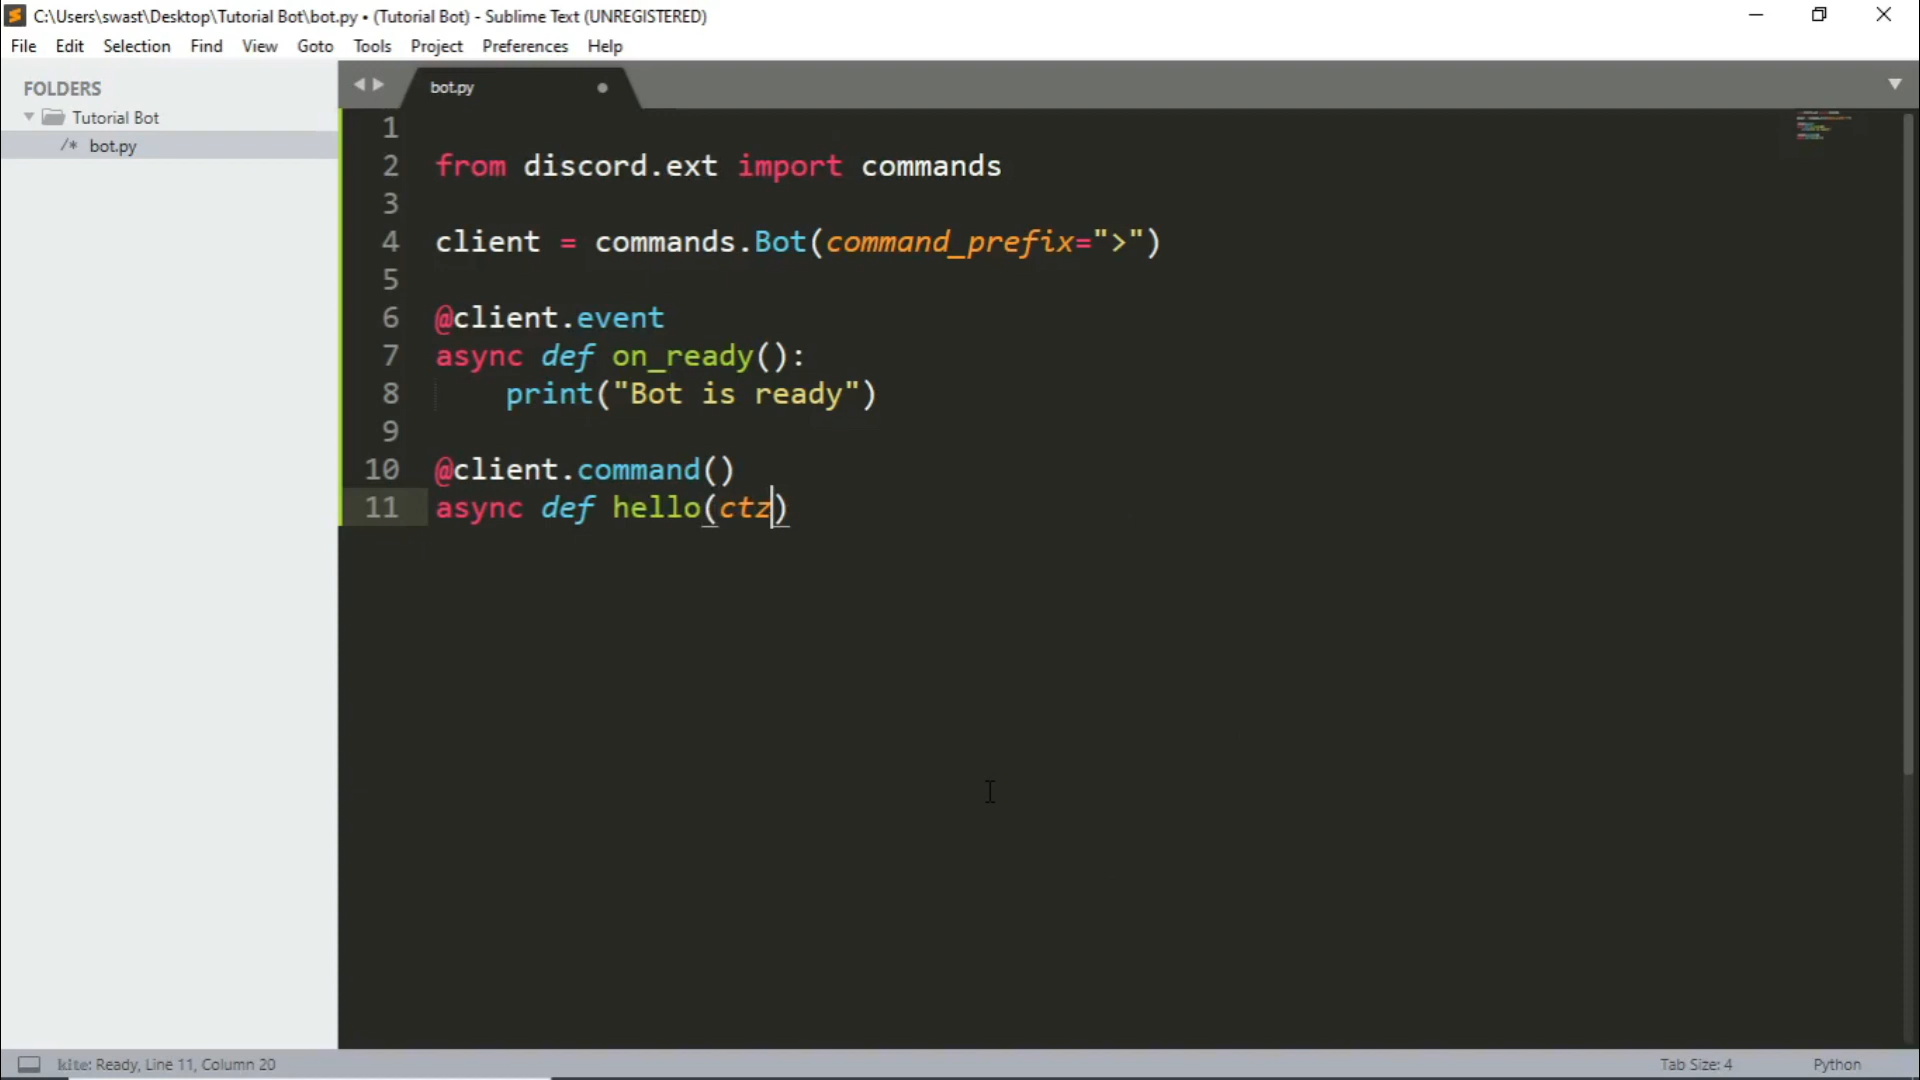 C:\Users\swast\Desktop\Tutorial Bot\bot.py • (Tutorial Bot) - Sublime Text (UNREGISTERED)
File Edit Selection Find View Goto Tools Project Preferences Help
FOLDERS
Tutorial Bot
/* bot.py
bot.py
1
2 from discord.ext import commands
3
4 client = commands.Bot(command_prefix=">")
5
6 @client.event
7 async def on_ready():
8 print("Bot is ready")
9
10 @client.command()
11 async def hello(ctz)
kite: Ready, Line 11, Column 20
Tab Size: 4
Python